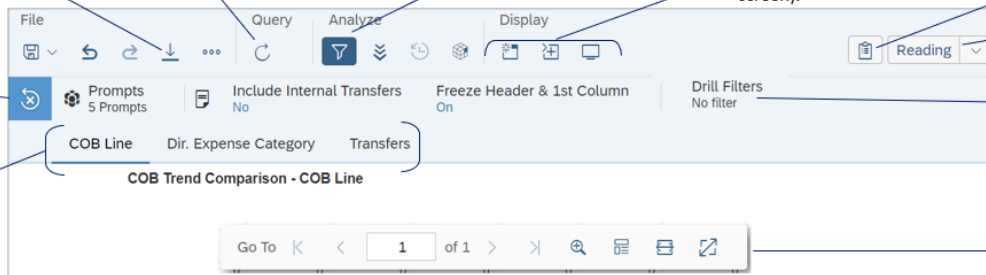 File Query Analyze Display
Reading
Prompts Include Internal Transfers Freeze Header & 1st Column Drill Filters
5 Prompts No On No filter
COB Line Dir. Expense Category Transfers
COB Trend Comparison - COB Line
Go To 1 of 1